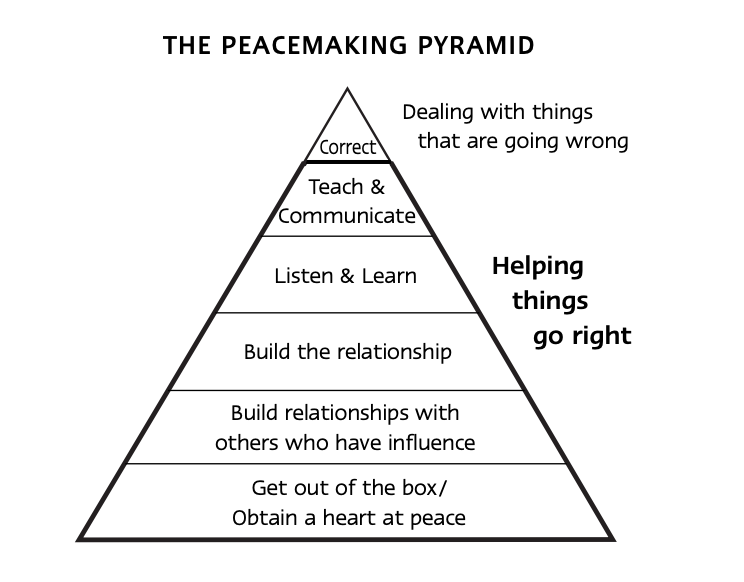 THE PEACEMAKING PYRAMID
Dealing with things
that are going wrong
Correct
Teach &
Communicate
Listen & Learn
Helping
things
go right
Build the relationship
Build relationships with
others who have influence
Get out of the box/
Obtain a heart at peace